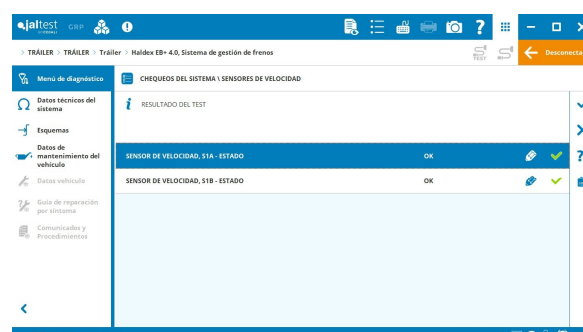 jaltest GRP
TRÁILER > TRÁILER > Tráiler > Haldex EB+ 4.0, Sistema de gestión de frenos
TEST
Desconecta
Menú de diagnóstico
CHEQUEOS DEL SISTEMA \ SENSORES DE VELOCIDAD
Datos técnicos del
sistema
RESULTADO DEL TEST
Esquemas
Datos de
mantenimiento del
vehículo
SENSOR DE VELOCIDAD, S1A - ESTADO OK
SENSOR DE VELOCIDAD, S1B - ESTADO OK
Datos vehículo
Guía de reparación
por síntoma
Comunicados y
Procedimientos